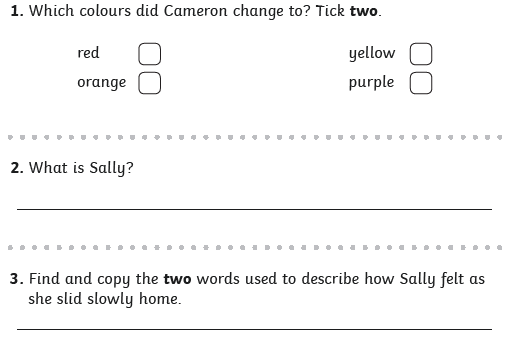 1. Which colours did Cameron change to? Tick two.
red yellow
orange purple
2. What is Sally?
3. Find and copy the two words used to describe how Sally felt as
she slid slowly home.